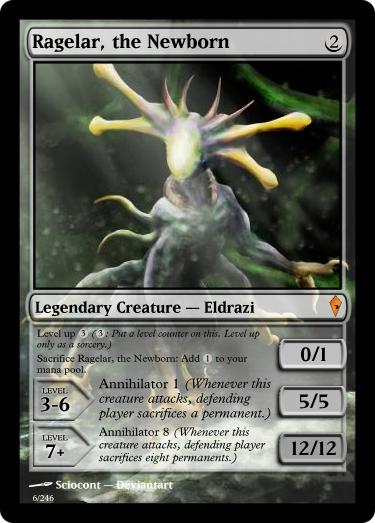 Ragelar, the Newborn 2
Legendary Creature — Eldrazi
Level up 3 (3: Put a level counter on this. Level up
only as a sorcery.)
Sacrifice Ragelar, the Newborn: Add 1 to your
mana pool.
0/1
LEVEL
3-6
Annihilator 1 (Whenever this
creature attacks, defending
player sacrifices a permanent.)
5/5
LEVEL
7+
Annihilator 8 (Whenever this
creature attacks, defending player
sacrifices eight permanents.)
12/12
Sciocont — Deviantart
6/246